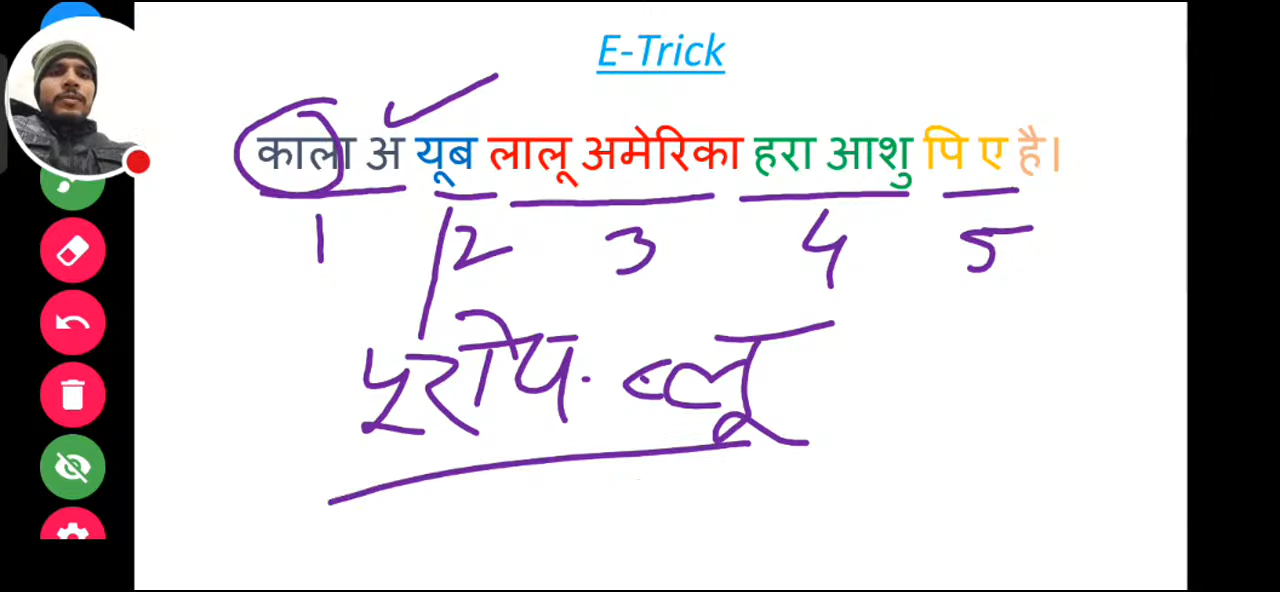 E-Trick
काला अ यूब लालू अमेरिका हरा आशु पि ए है।
1 2 3 4 5
यूरोप. ब्लू